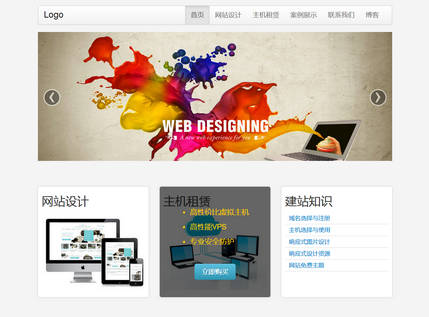 Logo
首页 网站设计 主机租赁 案例展示 联系我们 博客
WEB DESIGNING
A new web experience for you
网站设计
主机租赁
高性价比虚拟主机
高性能VPS
专业安全防护
立即购买
建站知识
域名选择与注册
主机选择与使用
响应式图片设计
响应式设计资源
网站免费主题